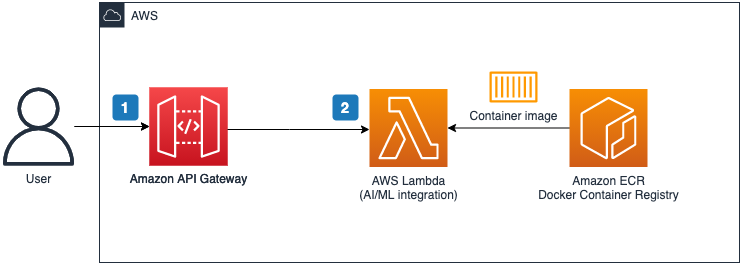 AWS
1
2
Container image
User
Amazon API Gateway
</>
AWS Lambda
(AI/ML integration)
Amazon ECR
Docker Container Registry